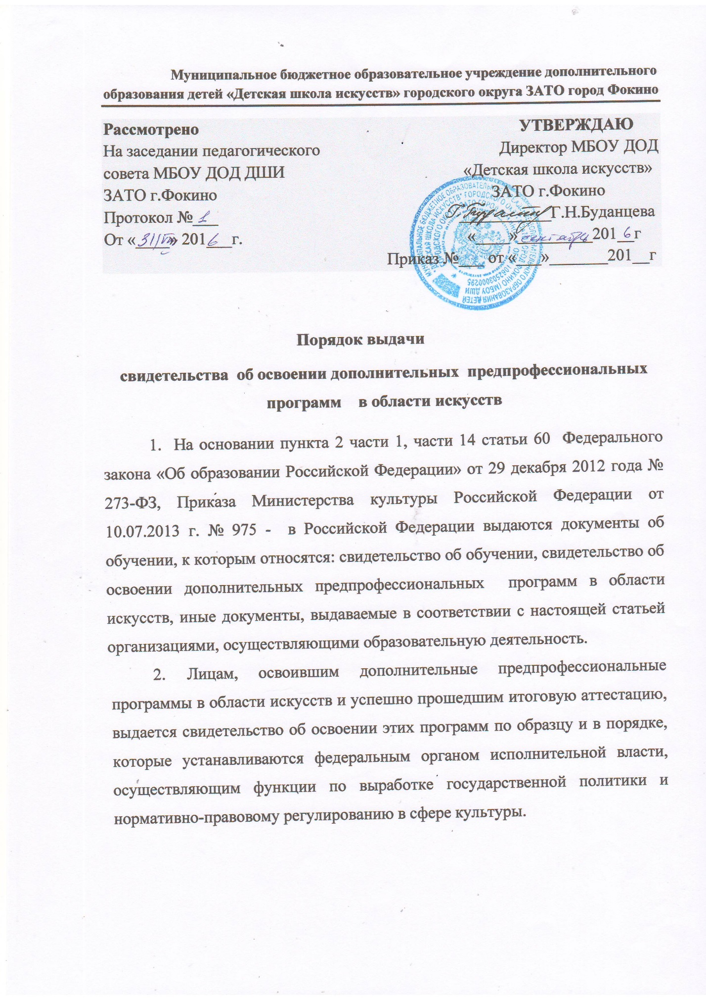 Муниципальное бюджетное образовательное учреждение дополнительного
образования детей «Детская школа искусств» городского округа ЗАТО город Фокино
Рассмотрено
На заседании педагогического
совета МБОУ ДОД ДШИ
ЗАТО г.Фокино
Протокол № 1
От «31/VIII» 2016 г.
УТВЕРЖДАЮ
Директор МБОУ ДОД
«Детская школа искусств»
ЗАТО г.Фокино
___________Г.Н.Буданцева
«____» сентябрь 2016 г
Приказ №___ от «___»_______201__г
1062503000295
Порядок выдачи
свидетельства об освоении дополнительных предпрофессиональных
программ в области искусств
1. На основании пункта 2 части 1, части 14 статьи 60 Федерального
закона «Об образовании Российской Федерации» от 29 декабря 2012 года №
273-ФЗ, Приказа Министерства культуры Российской Федерации от
10.07.2013 г. № 975 - в Российской Федерации выдаются документы об
обучении, к которым относятся: свидетельство об обучении, свидетельство об
освоении дополнительных предпрофессиональных программ в области
искусств, иные документы, выдаваемые в соответствии с настоящей статьей
организациями, осуществляющими образовательную деятельность.
2. Лицам, освоившим дополнительные предпрофессиональные
программы в области искусств и успешно прошедшим итоговую аттестацию,
выдается свидетельство об освоении этих программ по образцу и в порядке,
которые устанавливаются федеральным органом исполнительной власти,
осуществляющим функции по выработке государственной политики и
нормативно-правовому регулированию в сфере культуры.